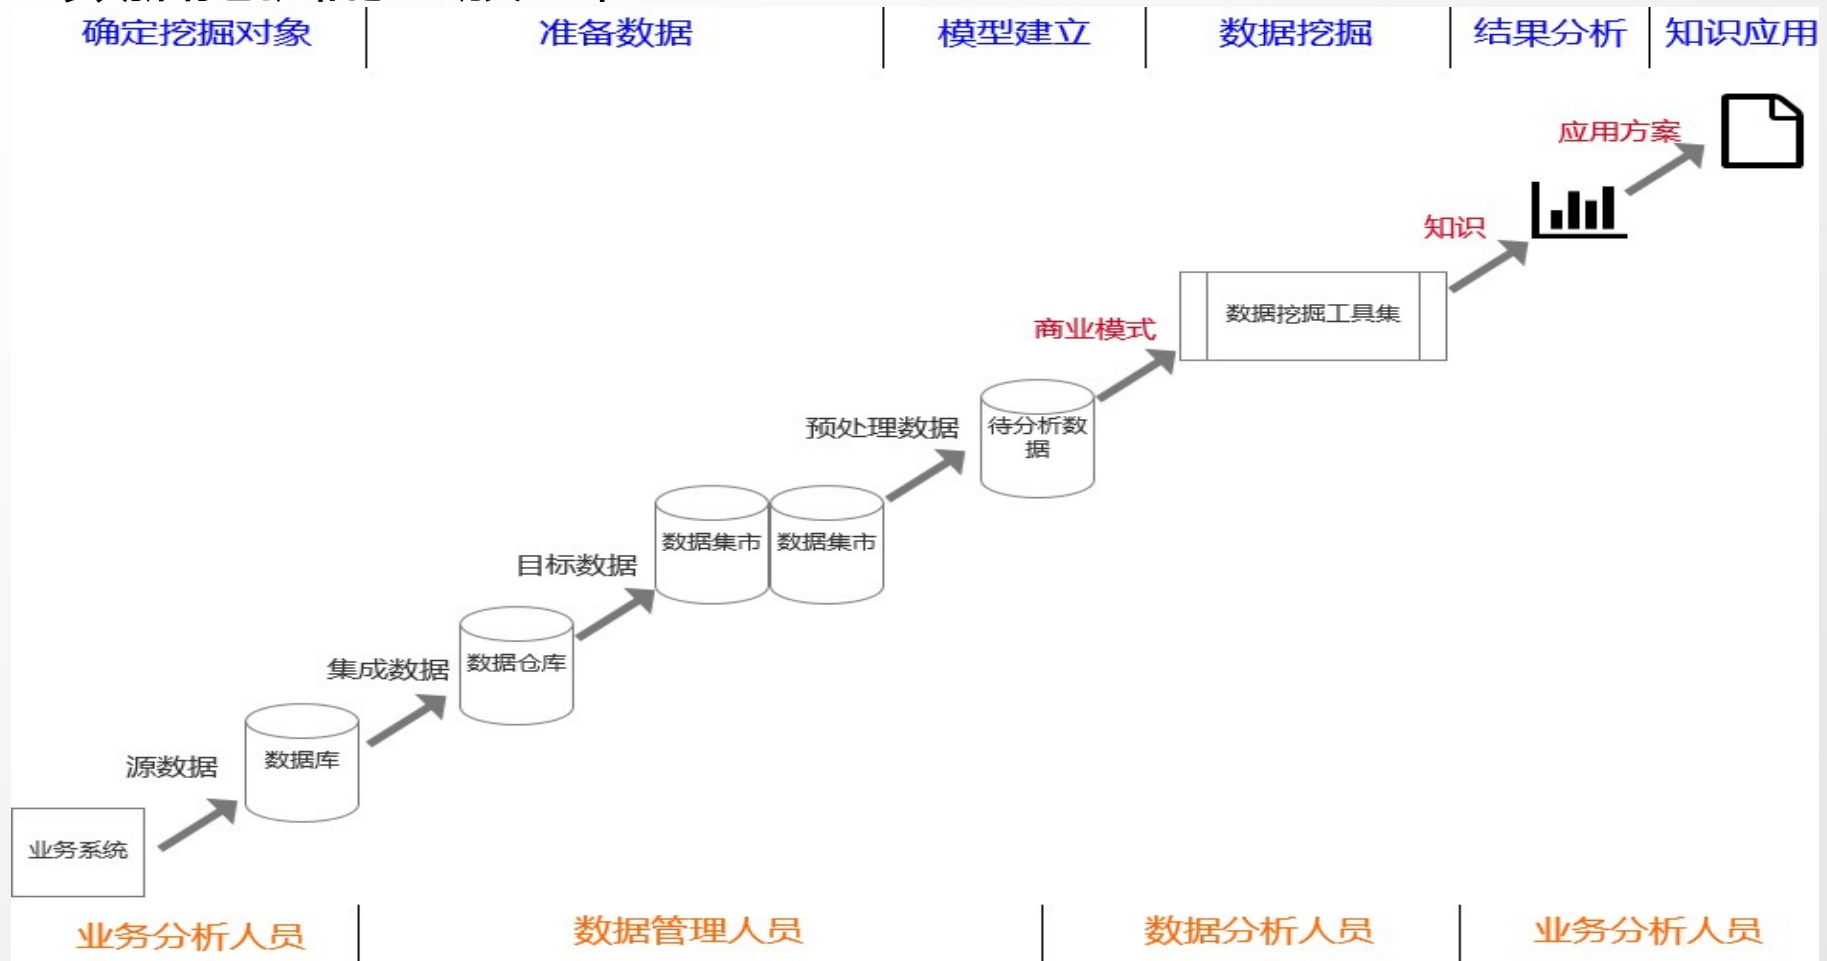 确定挖掘对象 准备数据 模型建立 数据挖掘 结果分析 知识应用
应用方案
知识
数据挖掘工具集
商业模式
预处理数据
待分析数
据
数据集市 数据集市
目标数据
数据仓库
集成数据
数据库
源数据
业务系统
业务分析人员 数据管理人员 数据分析人员 业务分析人员